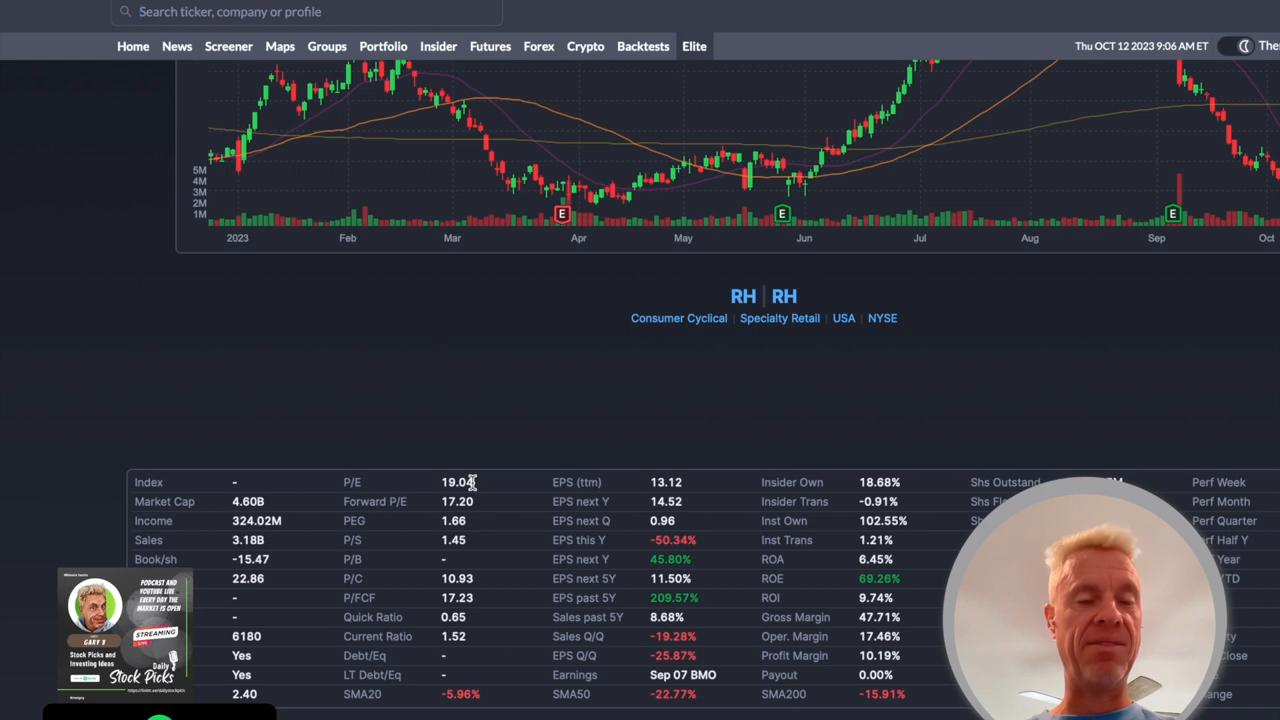 Search ticker, company or profile
Home News Screener Maps Groups Portfolio Insider Futures Forex Crypto Backtests Elite Thu OCT 12 2023 9:06 AM ET
5M
4M
3M
2M
1M
E E E
2023 Feb Mar Apr May Jun Jul Aug Sep Oct
RH | RH
Consumer Cyclical | Specialty Retail | USA | NYSE
Index - P/E 19.04 EPS (ttm) 13.12 Insider Own 18.68% Shs Outstand Perf Week
Market Cap 4.60B Forward P/E 17.20 EPS next Y 14.52 Insider Trans -0.91% Perf Month
Income 324.02M PEG 1.66 EPS next Q 0.96 Inst Own 102.55% Perf Quarter
Sales 3.18B P/S 1.45 EPS this Y -50.34% Inst Trans 1.21% Perf Half Y
Book/sh -15.47 P/B - EPS next Y 45.80% ROA 6.45% Year
22.86 P/C 10.93 EPS next 5Y 11.50% ROE 69.26%
- P/FCF 17.23 EPS past 5Y 209.57% ROI 9.74%
Quick Ratio 0.65 Sales past 5Y 8.68% Gross Margin 47.71%
6180 Current Ratio 1.52 Sales Q/Q -19.28% Oper. Margin 17.46%
Yes Debt/Eq - EPS Q/Q -25.87% Profit Margin 10.19%
Yes LT Debt/Eq - Earnings Sep 07 BMO Payout 0.00%
2.40 SMA20 -5.96% SMA50 -22.77% SMA200 -15.91%
PODCAST AND
YOUTUBE LIVE
EVERY DAY THE
MARKET IS OPEN
STREAMING
LIVE
Stock Picks and
Investing Ideas
Daily
Stock Picks